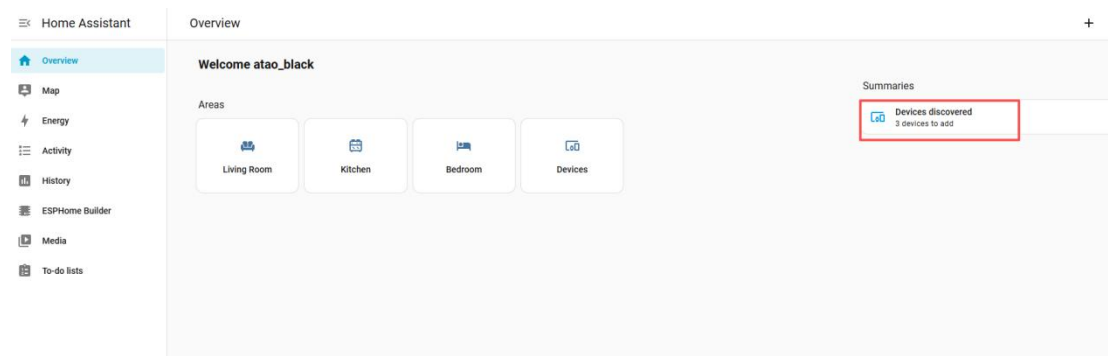 Home Assistant
Overview
Map
Energy
Activity
History
ESPHome Builder
Media
To-do lists
Overview
+
Welcome atao_black
Areas
Living Room
Kitchen
Bedroom
Devices
Summaries
Devices discovered
3 devices to add